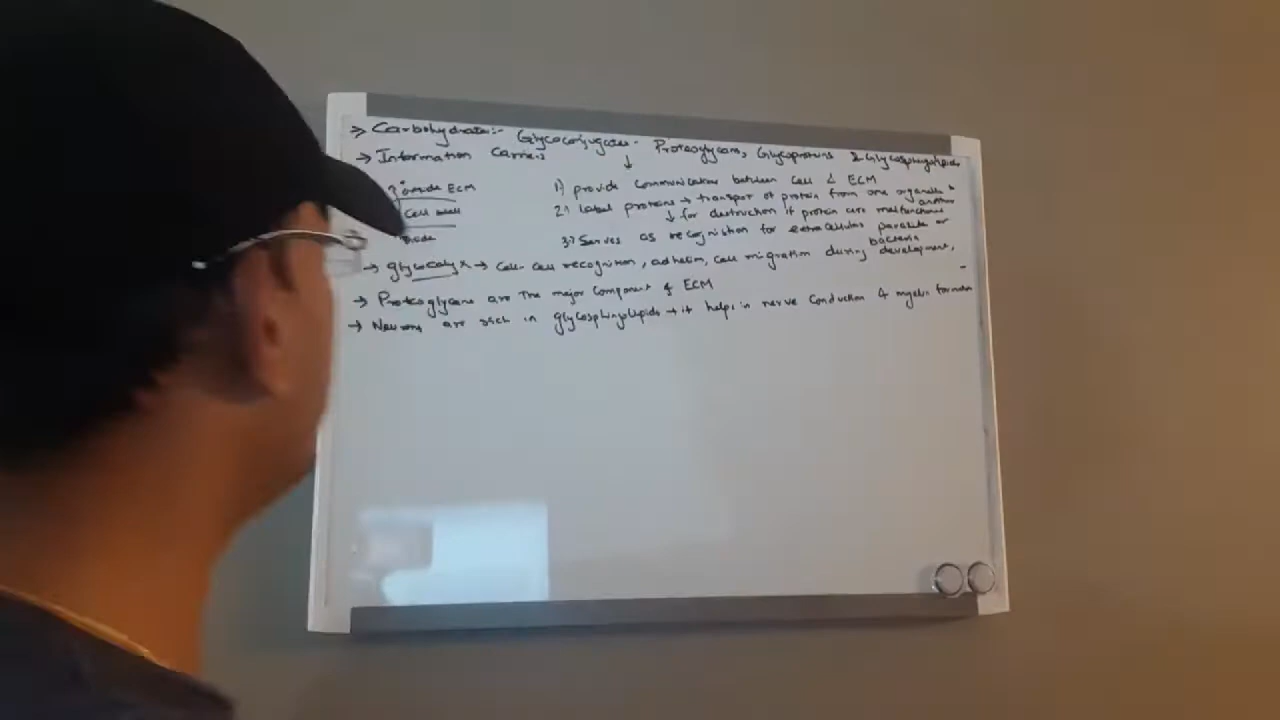 → Carbohydrates:- Glycoconjugates - Proteoglycans, Glycoproteins & Glycosphingolipids
→ Information Carriers ↓
ECM 1) provide communication between cell & ECM
Cell wall 2) Label proteins → transport of protein from one organelle to another
↓ for destruction if protein are malfunctions
3) Serves as recognition for extracellular parasite or bacteria
→ glycocalyx → cell-cell recognition, adhesion, cell migration during development,
→ Proteoglycans are the major component of ECM
→ Neurons are rich in glycosphingolipids → it helps in nerve conduction & myelin formation